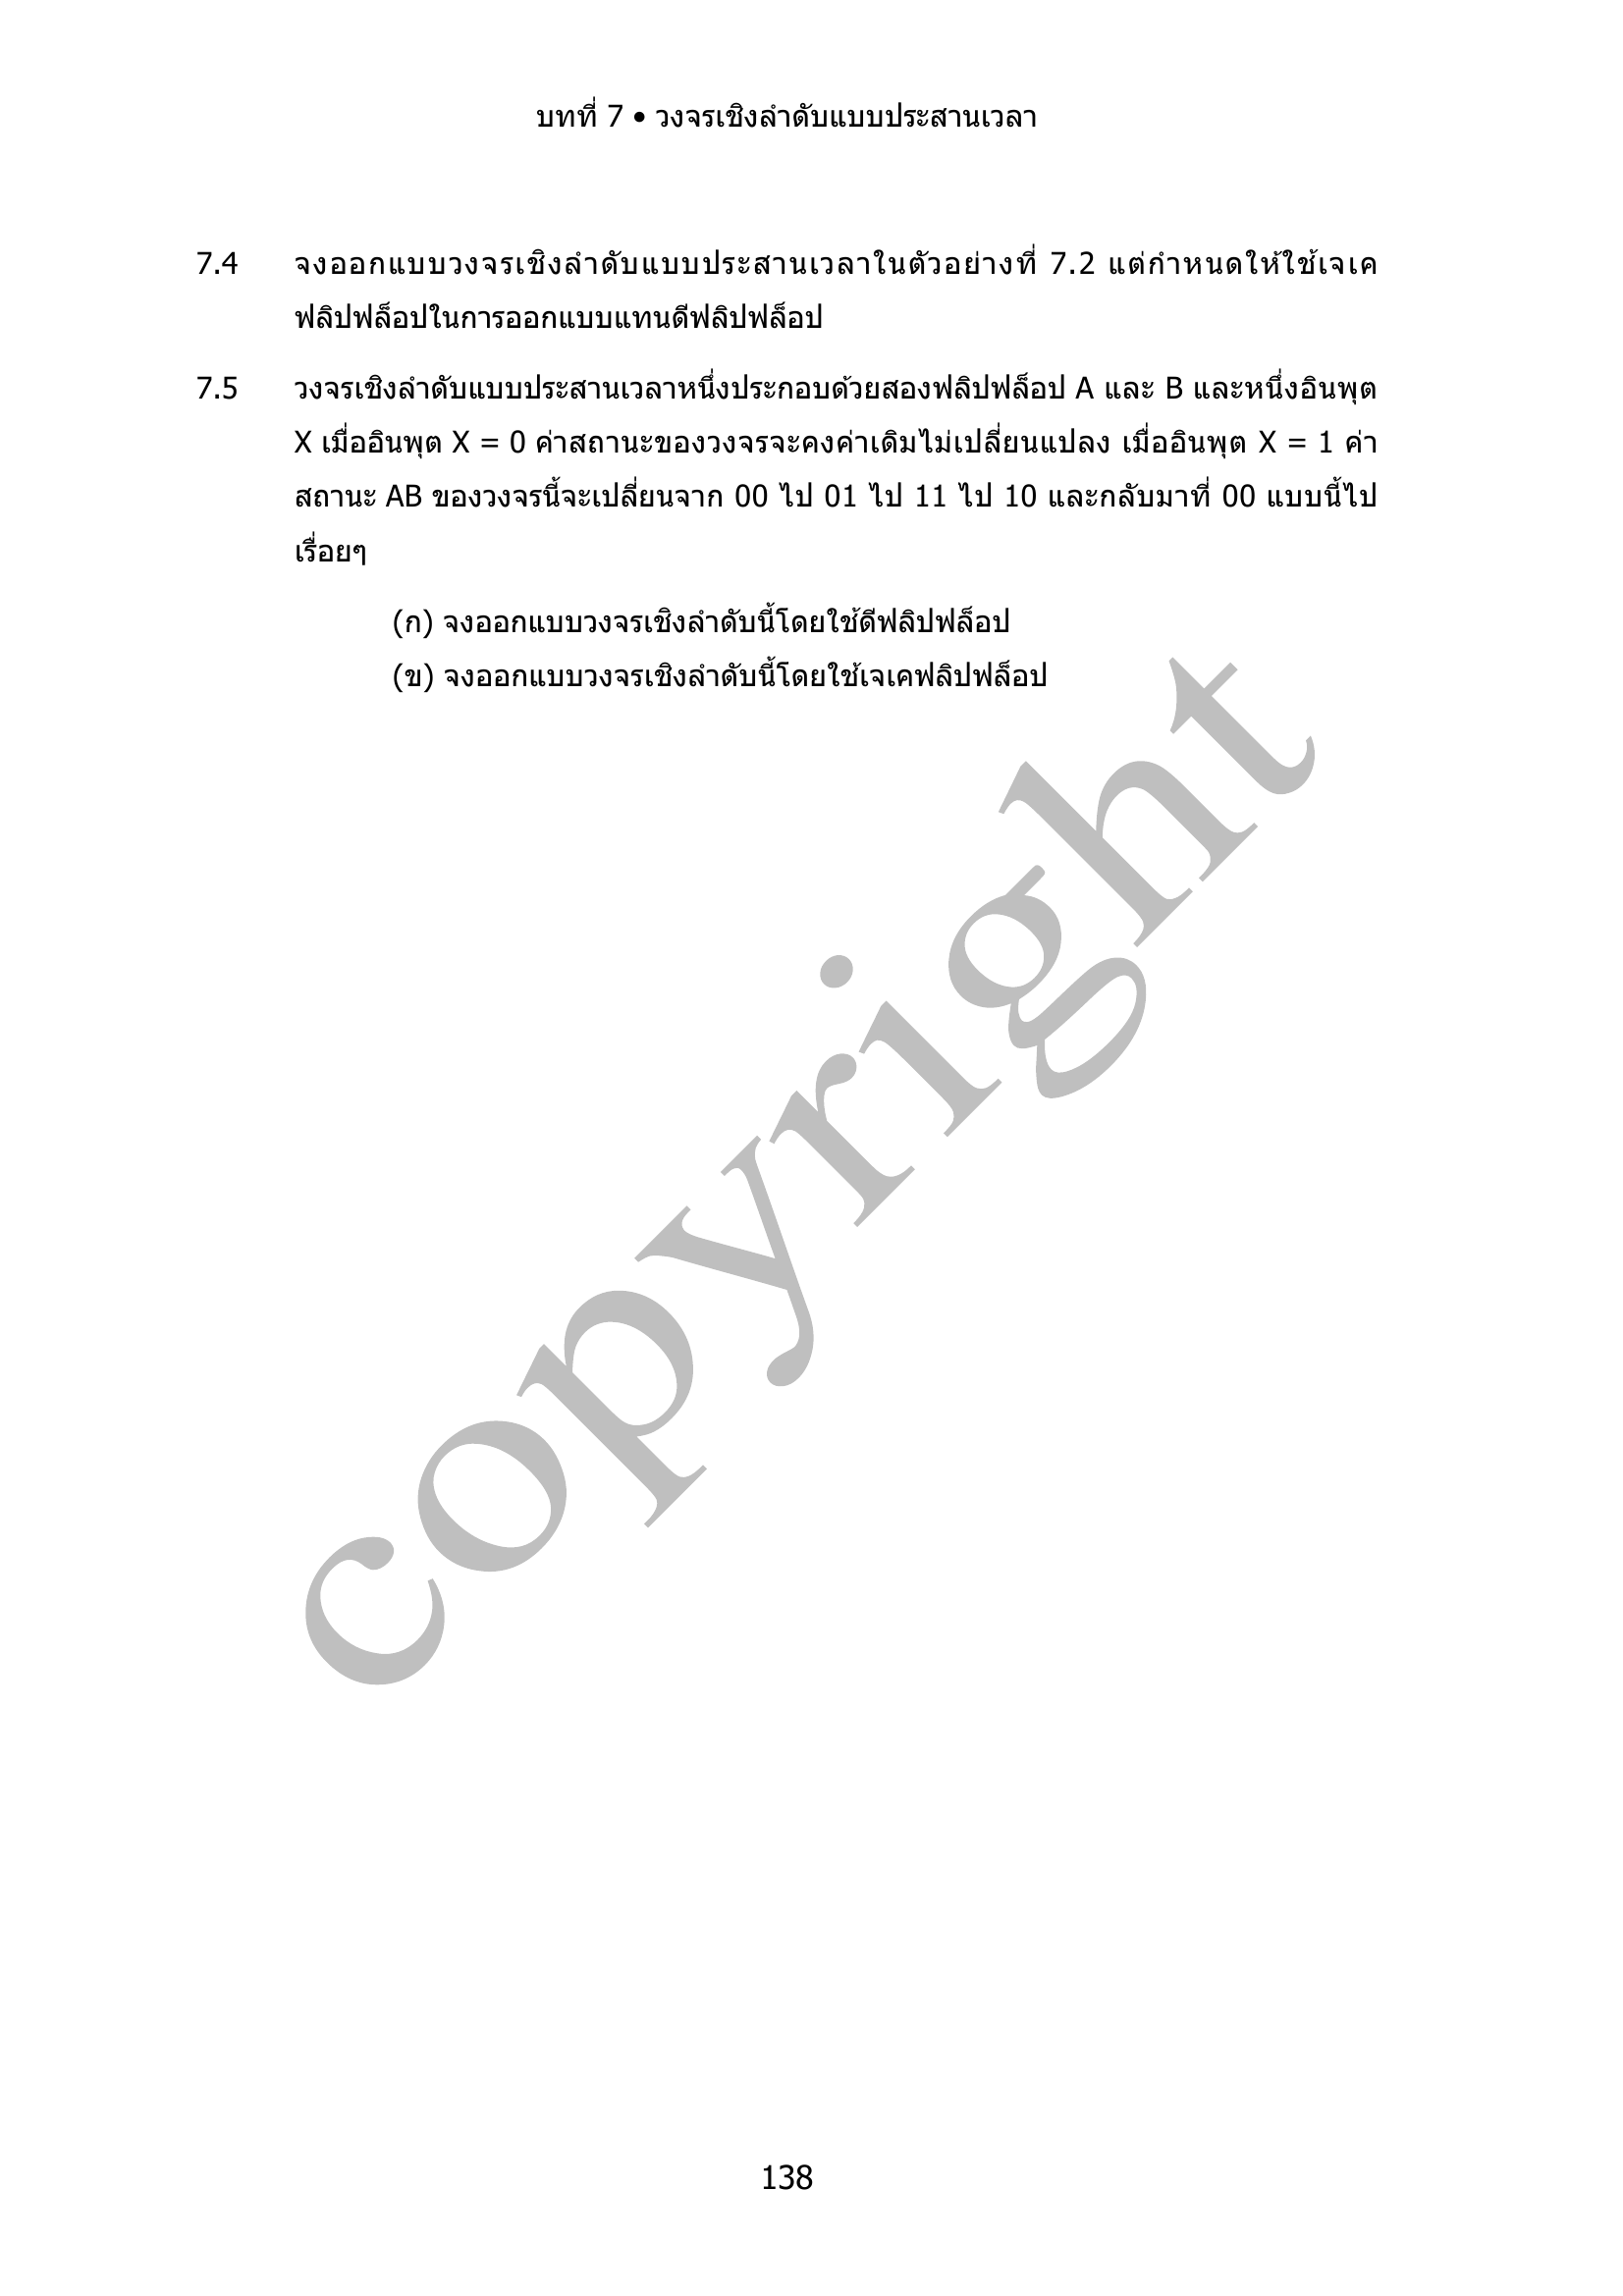 บทที่ 7 • วงจรเชิงลำดับแบบประสานเวลา
7.4 จงออกแบบวงจรเชิงลำดับแบบประสานเวลาในตัวอย่างที่ 7.2 แต่กำหนดให้ใช้เจเค
ฟลิปฟล็อปในการออกแบบแทนดีฟลิปฟล็อป
7.5 วงจรเชิงลำดับแบบประสานเวลาหนึ่งประกอบด้วยสองฟลิปฟล็อป A และ B และหนึ่งอินพุต
X เมื่ออินพุต X = 0 ค่าสถานะของวงจรจะคงค่าเดิมไม่เปลี่ยนแปลง เมื่ออินพุต X = 1 ค่า
สถานะ AB ของวงจรนี้จะเปลี่ยนจาก 00 ไป 01 ไป 11 ไป 10 และกลับมาที่ 00 แบบนี้ไป
เรื่อยๆ
(ก) จงออกแบบวงจรเชิงลำดับนี้โดยใช้ดีฟลิปฟล็อป
(ข) จงออกแบบวงจรเชิงลำดับนี้โดยใช้เจเคฟลิปฟล็อป
copyright
138